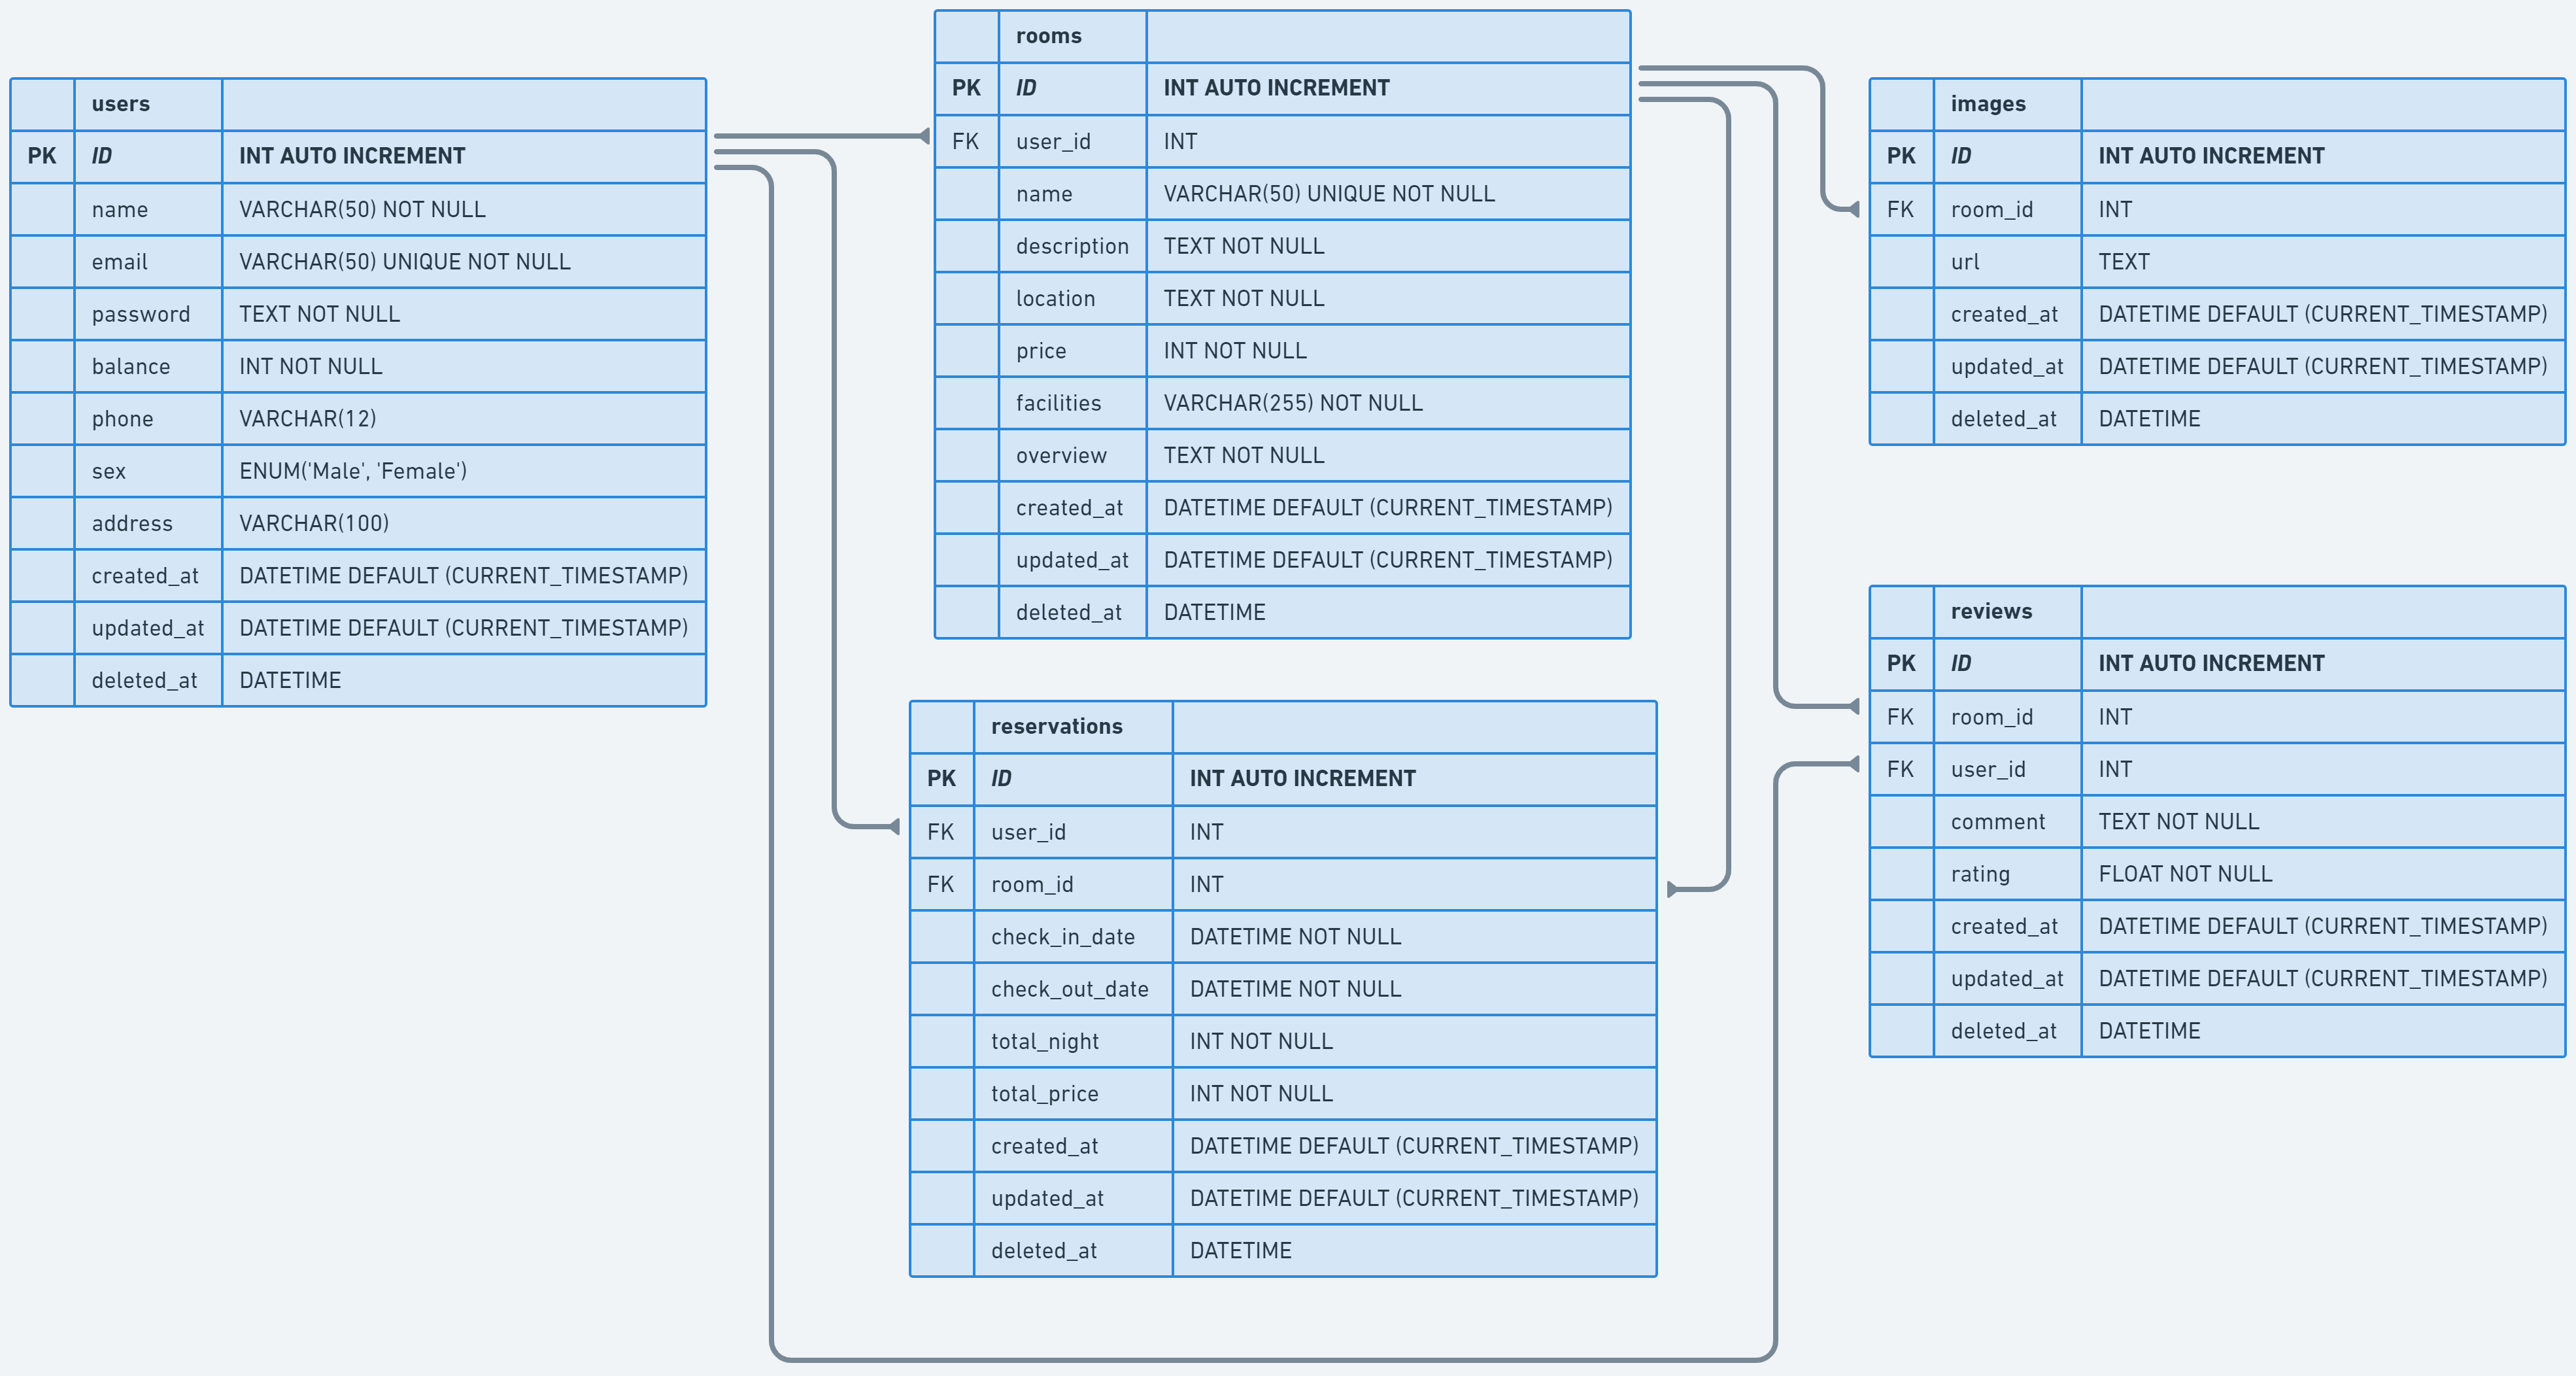 users
PK ID INT AUTO INCREMENT
name VARCHAR(50) NOT NULL
email VARCHAR(50) UNIQUE NOT NULL
password TEXT NOT NULL
balance INT NOT NULL
phone VARCHAR(12)
sex ENUM('Male', 'Female')
address VARCHAR(100)
created_at DATETIME DEFAULT (CURRENT_TIMESTAMP)
updated_at DATETIME DEFAULT (CURRENT_TIMESTAMP)
deleted_at DATETIME
rooms
PK ID INT AUTO INCREMENT
FK user_id INT
name VARCHAR(50) UNIQUE NOT NULL
description TEXT NOT NULL
location TEXT NOT NULL
price INT NOT NULL
facilities VARCHAR(255) NOT NULL
overview TEXT NOT NULL
created_at DATETIME DEFAULT (CURRENT_TIMESTAMP)
updated_at DATETIME DEFAULT (CURRENT_TIMESTAMP)
deleted_at DATETIME
reservations
PK ID INT AUTO INCREMENT
FK user_id INT
FK room_id INT
check_in_date DATETIME NOT NULL
check_out_date DATETIME NOT NULL
total_night INT NOT NULL
total_price INT NOT NULL
created_at DATETIME DEFAULT (CURRENT_TIMESTAMP)
updated_at DATETIME DEFAULT (CURRENT_TIMESTAMP)
deleted_at DATETIME
images
PK ID INT AUTO INCREMENT
FK room_id INT
url TEXT
created_at DATETIME DEFAULT (CURRENT_TIMESTAMP)
updated_at DATETIME DEFAULT (CURRENT_TIMESTAMP)
deleted_at DATETIME
reviews
PK ID INT AUTO INCREMENT
FK room_id INT
FK user_id INT
comment TEXT NOT NULL
rating FLOAT NOT NULL
created_at DATETIME DEFAULT (CURRENT_TIMESTAMP)
updated_at DATETIME DEFAULT (CURRENT_TIMESTAMP)
deleted_at DATETIME